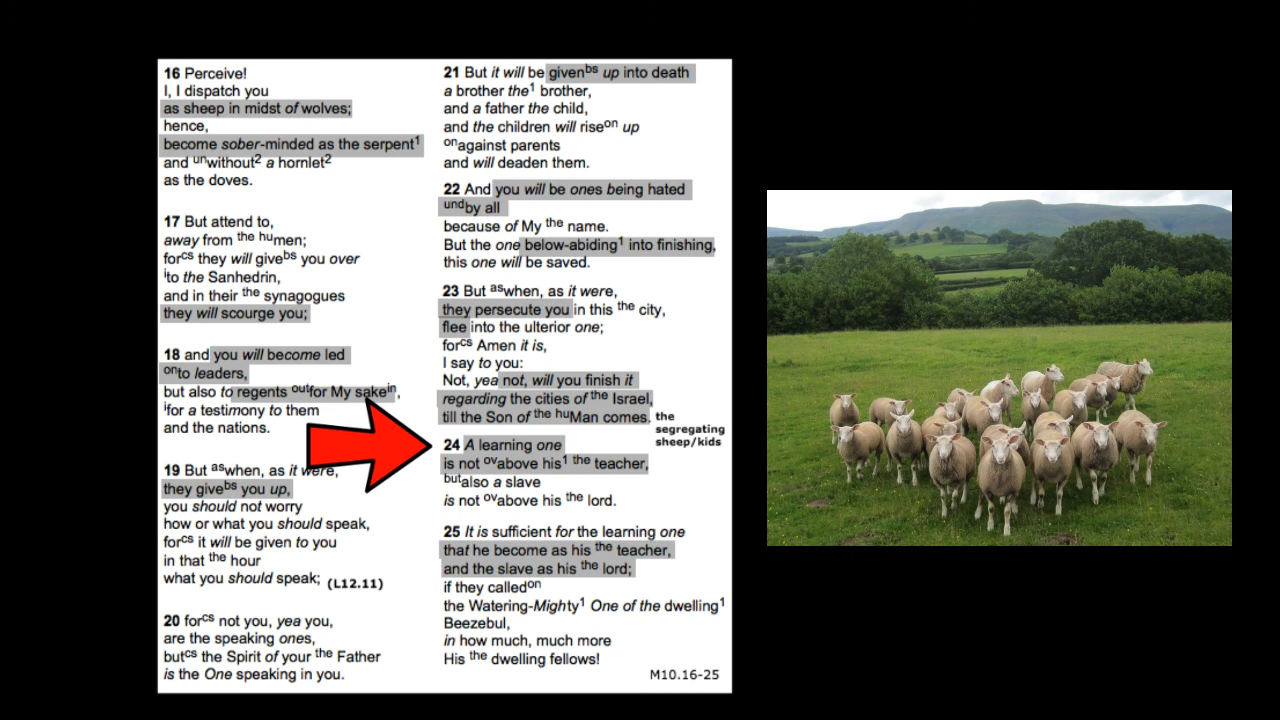 16 Perceive!
I, I dispatch you
as sheep in midst of wolves;
hence,
become sober-minded as the serpent1
and unwithout2 a hornlet2
as the doves.
17 But attend to,
away from the humen;
forcs they will givebs you over
ito the Sanhedrin,
and in their the synagogues
they will scourge you;
18 and you will become led
onto leaders,
but also to regents outfor My sakein,
ifor a testimony to them
and the nations.
19 But aswhen, as it were,
they givebs you up,
you should not worry
how or what you should speak,
forcs it will be given to you
in that the hour
what you should speak; (L12.11)
20 forcs not you, yea you,
are the speaking ones,
butcs the Spirit of your the Father
is the One speaking in you.
21 But it will be givenbs up into death
a brother the1 brother,
and a father the child,
and the children will riseon up
onagainst parents
and will deaden them.
22 And you will be ones being hated
undby all
because of My the name.
But the one below-abiding1 into finishing,
this one will be saved.
23 But aswhen, as it were,
they persecute you in this the city,
flee into the ulterior one;
forcs Amen it is,
I say to you:
Not, yea not, will you finish it
regarding the cities of the Israel,
till the Son of the huMan comes.
the
segregating
sheep/kids
24 A learning one
is not ovabove his1 the teacher,
butalso a slave
is not ovabove his the lord.
25 It is sufficient for the learning one
that he become as his the teacher,
and the slave as his the lord;
if they calledon
the Watering-Mighty1 One of the dwelling1
Beezebul,
in how much, much more
His the dwelling fellows!
M10.16-25